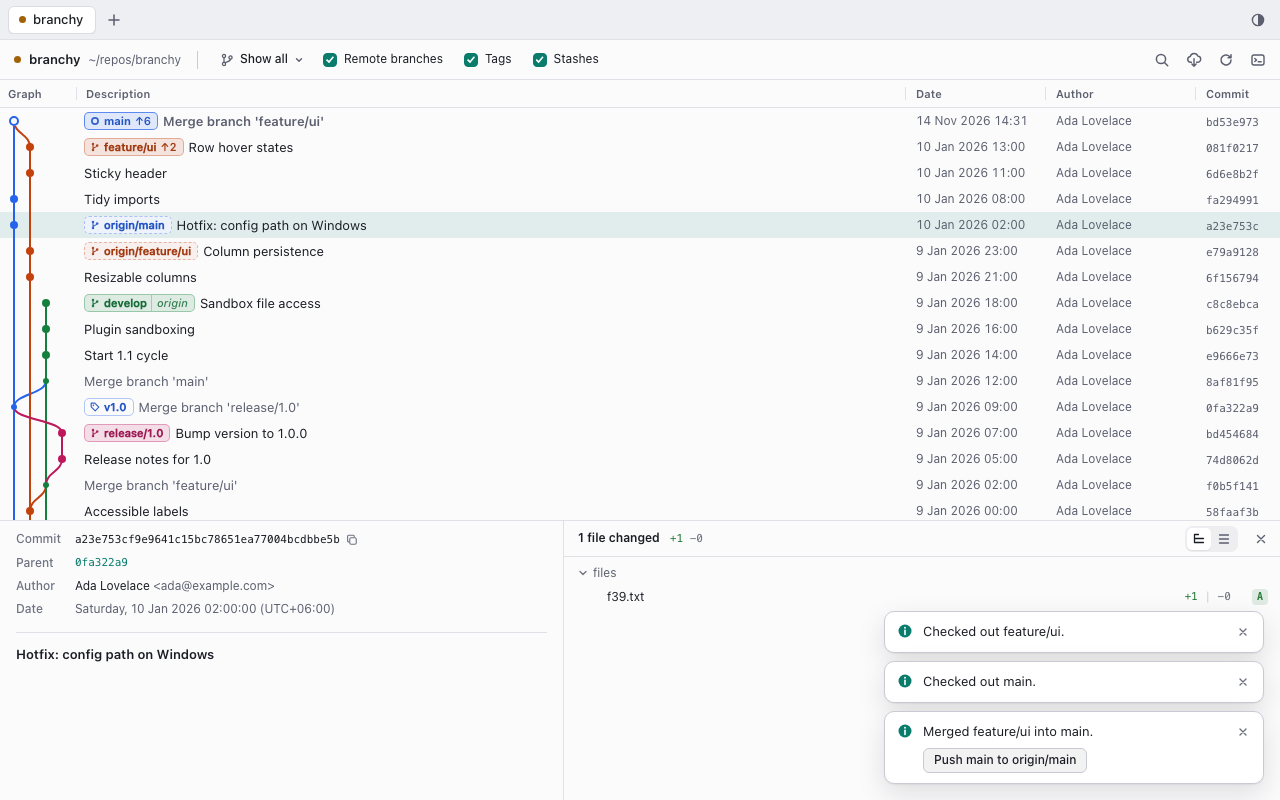 branchy
branchy ~/repos/branchy Show all Remote branches Tags Stashes
Graph Description Date Author Commit
main ↑6 Merge branch 'feature/ui' 14 Nov 2026 14:31 Ada Lovelace bd53e973
feature/ui ↑2 Row hover states 10 Jan 2026 13:00 Ada Lovelace 081f0217
Sticky header 10 Jan 2026 11:00 Ada Lovelace 6d6e8b2f
Tidy imports 10 Jan 2026 08:00 Ada Lovelace fa294991
origin/main Hotfix: config path on Windows 10 Jan 2026 02:00 Ada Lovelace a23e753c
origin/feature/ui Column persistence 9 Jan 2026 23:00 Ada Lovelace e79a9128
Resizable columns 9 Jan 2026 21:00 Ada Lovelace 6f156794
develop origin Sandbox file access 9 Jan 2026 18:00 Ada Lovelace c8c8ebca
Plugin sandboxing 9 Jan 2026 16:00 Ada Lovelace b629c35f
Start 1.1 cycle 9 Jan 2026 14:00 Ada Lovelace e9666e73
Merge branch 'main' 9 Jan 2026 12:00 Ada Lovelace 8af81f95
v1.0 Merge branch 'release/1.0' 9 Jan 2026 09:00 Ada Lovelace 0fa322a9
release/1.0 Bump version to 1.0.0 9 Jan 2026 07:00 Ada Lovelace bd454684
Release notes for 1.0 9 Jan 2026 05:00 Ada Lovelace 74d8062d
Merge branch 'feature/ui' 9 Jan 2026 02:00 Ada Lovelace f0b5f141
Accessible labels 9 Jan 2026 00:00 Ada Lovelace 58faaf3b
Commit a23e753cf9e9641c15bc78651ea77004bcdbbe5b
Parent 0fa322a9
Author Ada Lovelace <ada@example.com>
Date Saturday, 10 Jan 2026 02:00:00 (UTC+06:00)
Hotfix: config path on Windows
1 file changed +1 −0
files
f39.txt +1 | −0 A
Checked out feature/ui.
Checked out main.
Merged feature/ui into main.
Push main to origin/main